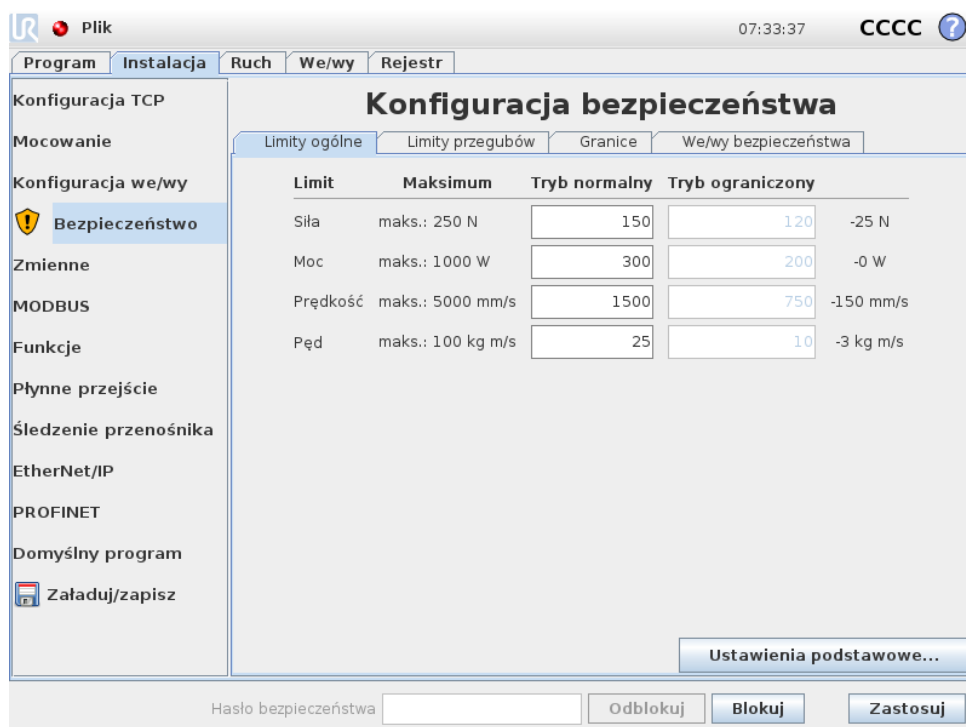 UR Plik 07:33:37 CCCC ?
Program Instalacja Ruch We/wy Rejestr
Konfiguracja TCP
Mocowanie
Konfiguracja we/wy
Bezpieczeństwo
Zmienne
MODBUS
Funkcje
Płynne przejście
Śledzenie przenośnika
EtherNet/IP
PROFINET
Domyślny program
Załaduj/zapisz
Konfiguracja bezpieczeństwa
Limity ogólne Limity przegubów Granice We/wy bezpieczeństwa
Limit Maksimum Tryb normalny Tryb ograniczony
Siła maks.: 250 N 150 120 -25 N
Moc maks.: 1000 W 300 200 -0 W
Prędkość maks.: 5000 mm/s 1500 750 -150 mm/s
Pęd maks.: 100 kg m/s 25 10 -3 kg m/s
Ustawienia podstawowe...
Hasło bezpieczeństwa Odblokuj Blokuj Zastosuj